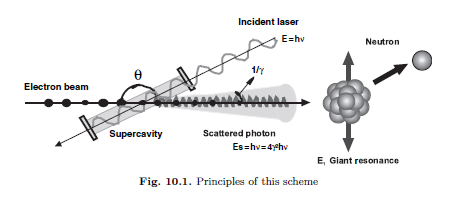 Incident laser
E=hν
Neutron
1/γ
θ
Electron beam
Supercavity
Scattered photon
Es=hν=4γ²hν
E, Giant resonance
Fig. 10.1. Principles of this scheme